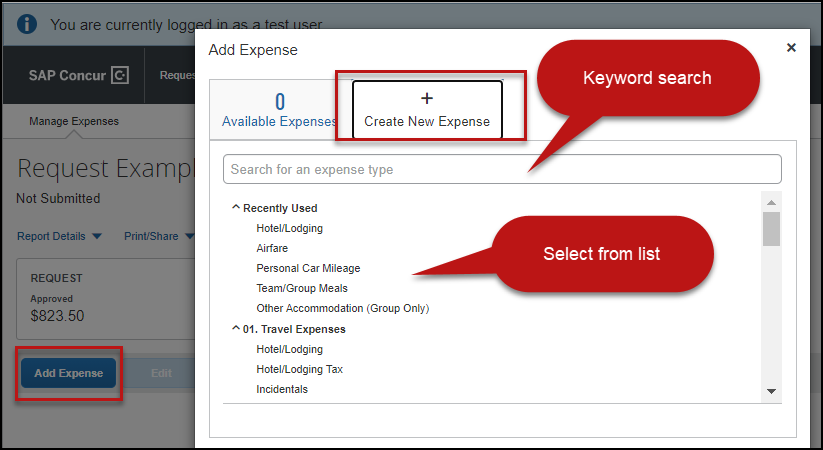 You are currently logged in as a test user
SAP Concur C
Reques
Manage Expenses
Request Exampl
Not Submitted
Report Details
Print/Share
REQUEST
Approved
$823.50
Add Expense
Edit
Add Expense
×
0
Available Expenses
+
Create New Expense
Keyword search
Search for an expense type
Recently Used
Hotel/Lodging
Airfare
Personal Car Mileage
Team/Group Meals
Other Accommodation (Group Only)
Select from list
01. Travel Expenses
Hotel/Lodging
Hotel/Lodging Tax
Incidentals